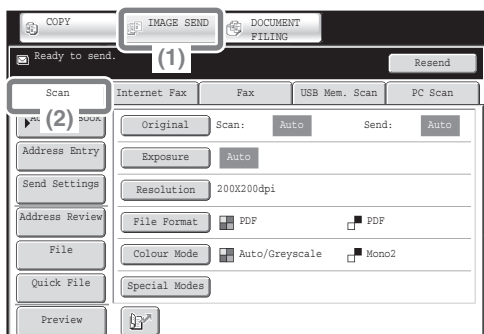 COPY
IMAGE SEND
DOCUMENT
FILING
Ready to send.
(1)
Resend
Scan
Internet Fax
Fax
USB Mem. Scan
PC Scan
(2)
Original
Scan:
Auto
Send:
Auto
Address Entry
Exposure
Auto
Send Settings
Resolution
200X200dpi
Address Review
File Format
PDF
PDF
File
Colour Mode
Auto/Greyscale
Mono2
Quick File
Special Modes
Preview